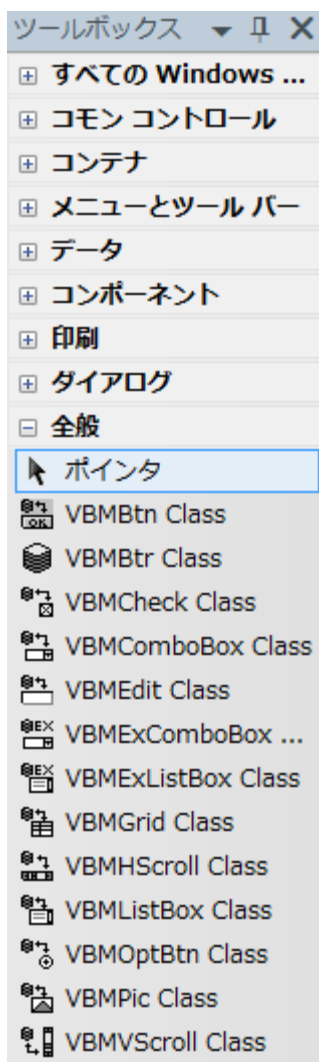 ツールボックス
すべての Windows ...
コモン コントロール
コンテナ
メニューとツール バー
データ
コンポーネント
印刷
ダイアログ
全般
ポインタ
VBMBtn Class
VBMBtr Class
VBMCheck Class
VBMComboBox Class
VBMEdit Class
VBMExComboBox ...
VBMExListBox Class
VBMGrid Class
VBMHScroll Class
VBMListBox Class
VBMOptBtn Class
VBMPic Class
VBMVScroll Class